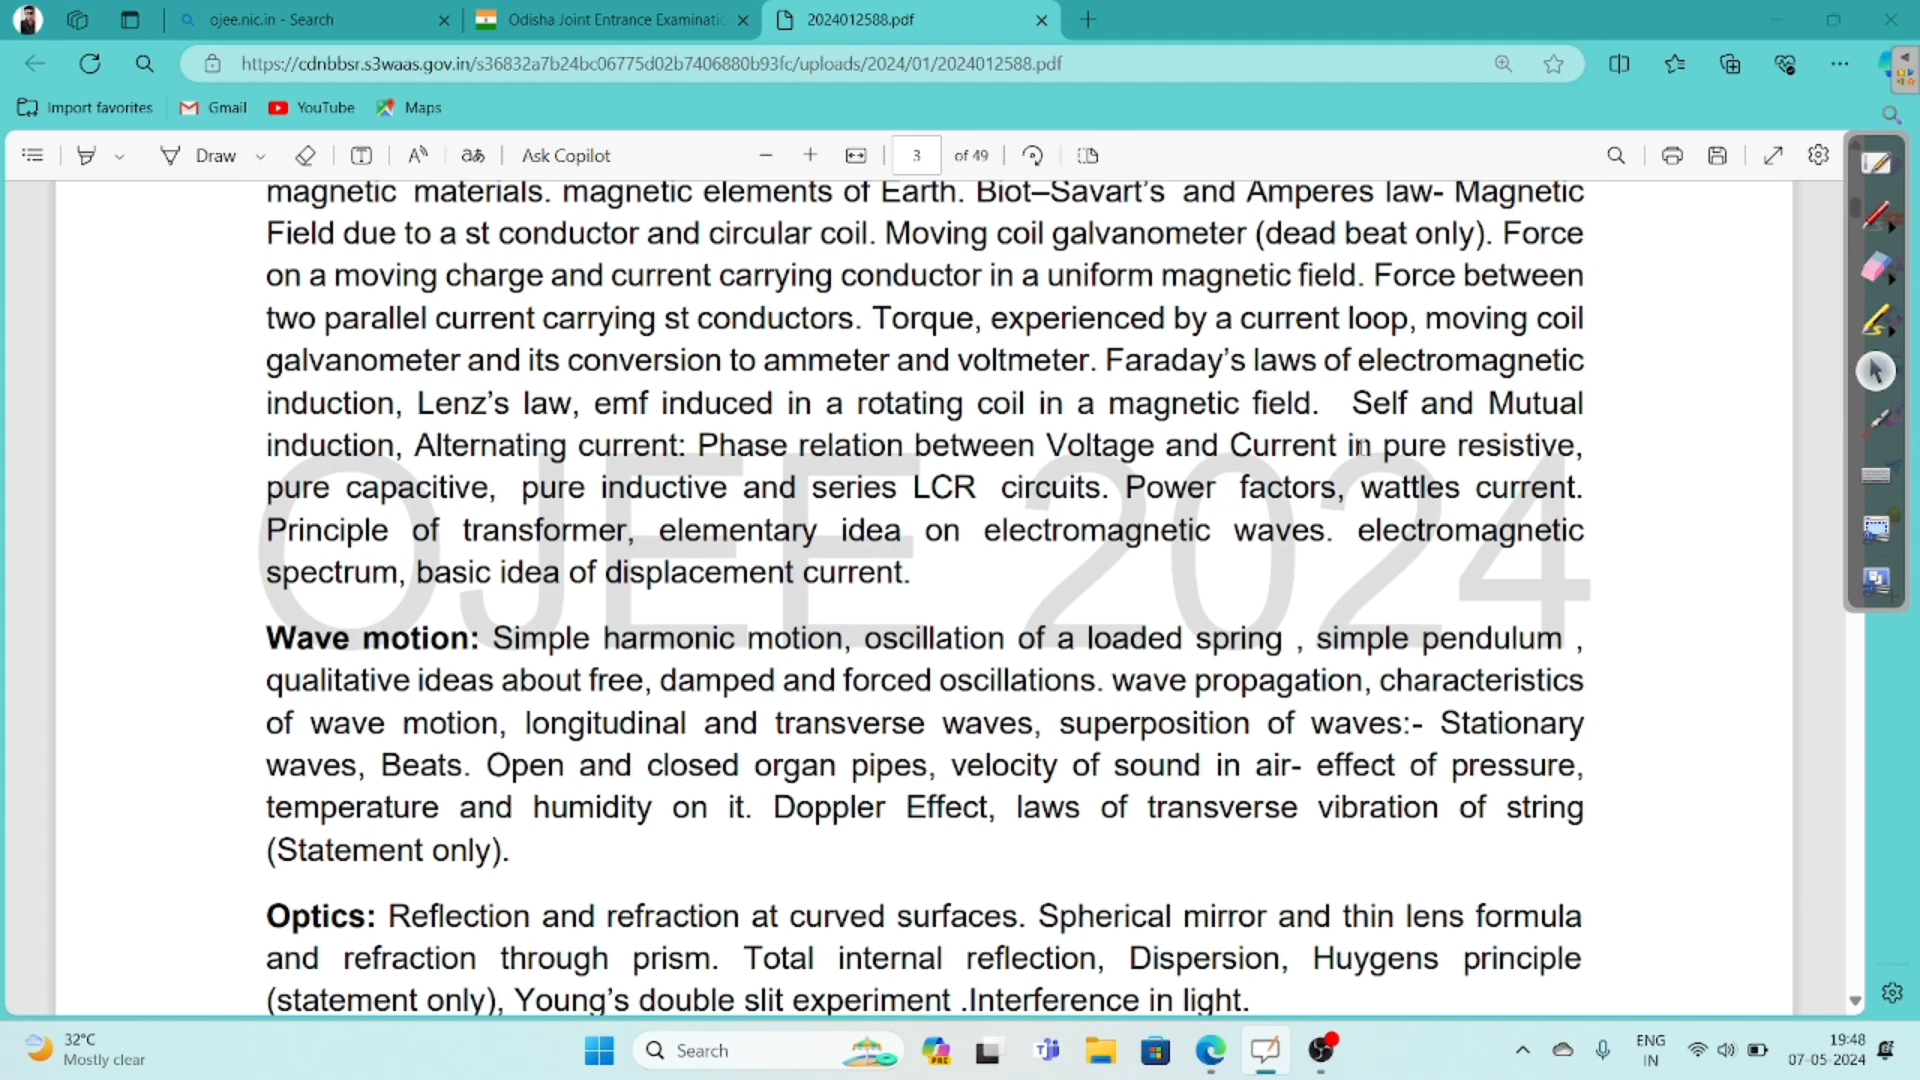 ojee.nic.in - Search
Odisha Joint Entrance Examinati
2024012588.pdf
https://cdnbbsr.s3waas.gov.in/s36832a7b24bc06775d02b7406880b93fc/uploads/2024/01/2024012588.pdf
Import favorites
Gmail
YouTube
Maps
Draw
Ask Copilot
3 of 49
magnetic materials. magnetic elements of Earth. Biot–Savart's and Amperes law- Magnetic
Field due to a st conductor and circular coil. Moving coil galvanometer (dead beat only). Force
on a moving charge and current carrying conductor in a uniform magnetic field. Force between
two parallel current carrying st conductors. Torque, experienced by a current loop, moving coil
galvanometer and its conversion to ammeter and voltmeter. Faraday's laws of electromagnetic
induction, Lenz's law, emf induced in a rotating coil in a magnetic field. Self and Mutual
induction, Alternating current: Phase relation between Voltage and Current in pure resistive,
pure capacitive, pure inductive and series LCR circuits. Power factors, wattles current.
Principle of transformer, elementary idea on electromagnetic waves. electromagnetic
spectrum, basic idea of displacement current.
OJEE 2024
Wave motion: Simple harmonic motion, oscillation of a loaded spring , simple pendulum ,
qualitative ideas about free, damped and forced oscillations. wave propagation, characteristics
of wave motion, longitudinal and transverse waves, superposition of waves:- Stationary
waves, Beats. Open and closed organ pipes, velocity of sound in air- effect of pressure,
temperature and humidity on it. Doppler Effect, laws of transverse vibration of string
(Statement only).
Optics: Reflection and refraction at curved surfaces. Spherical mirror and thin lens formula
and refraction through prism. Total internal reflection, Dispersion, Huygens principle
(statement only), Young's double slit experiment .Interference in light.
32°C
Mostly clear
Search
PRE
ENG
IN
19:48
07-05-2024